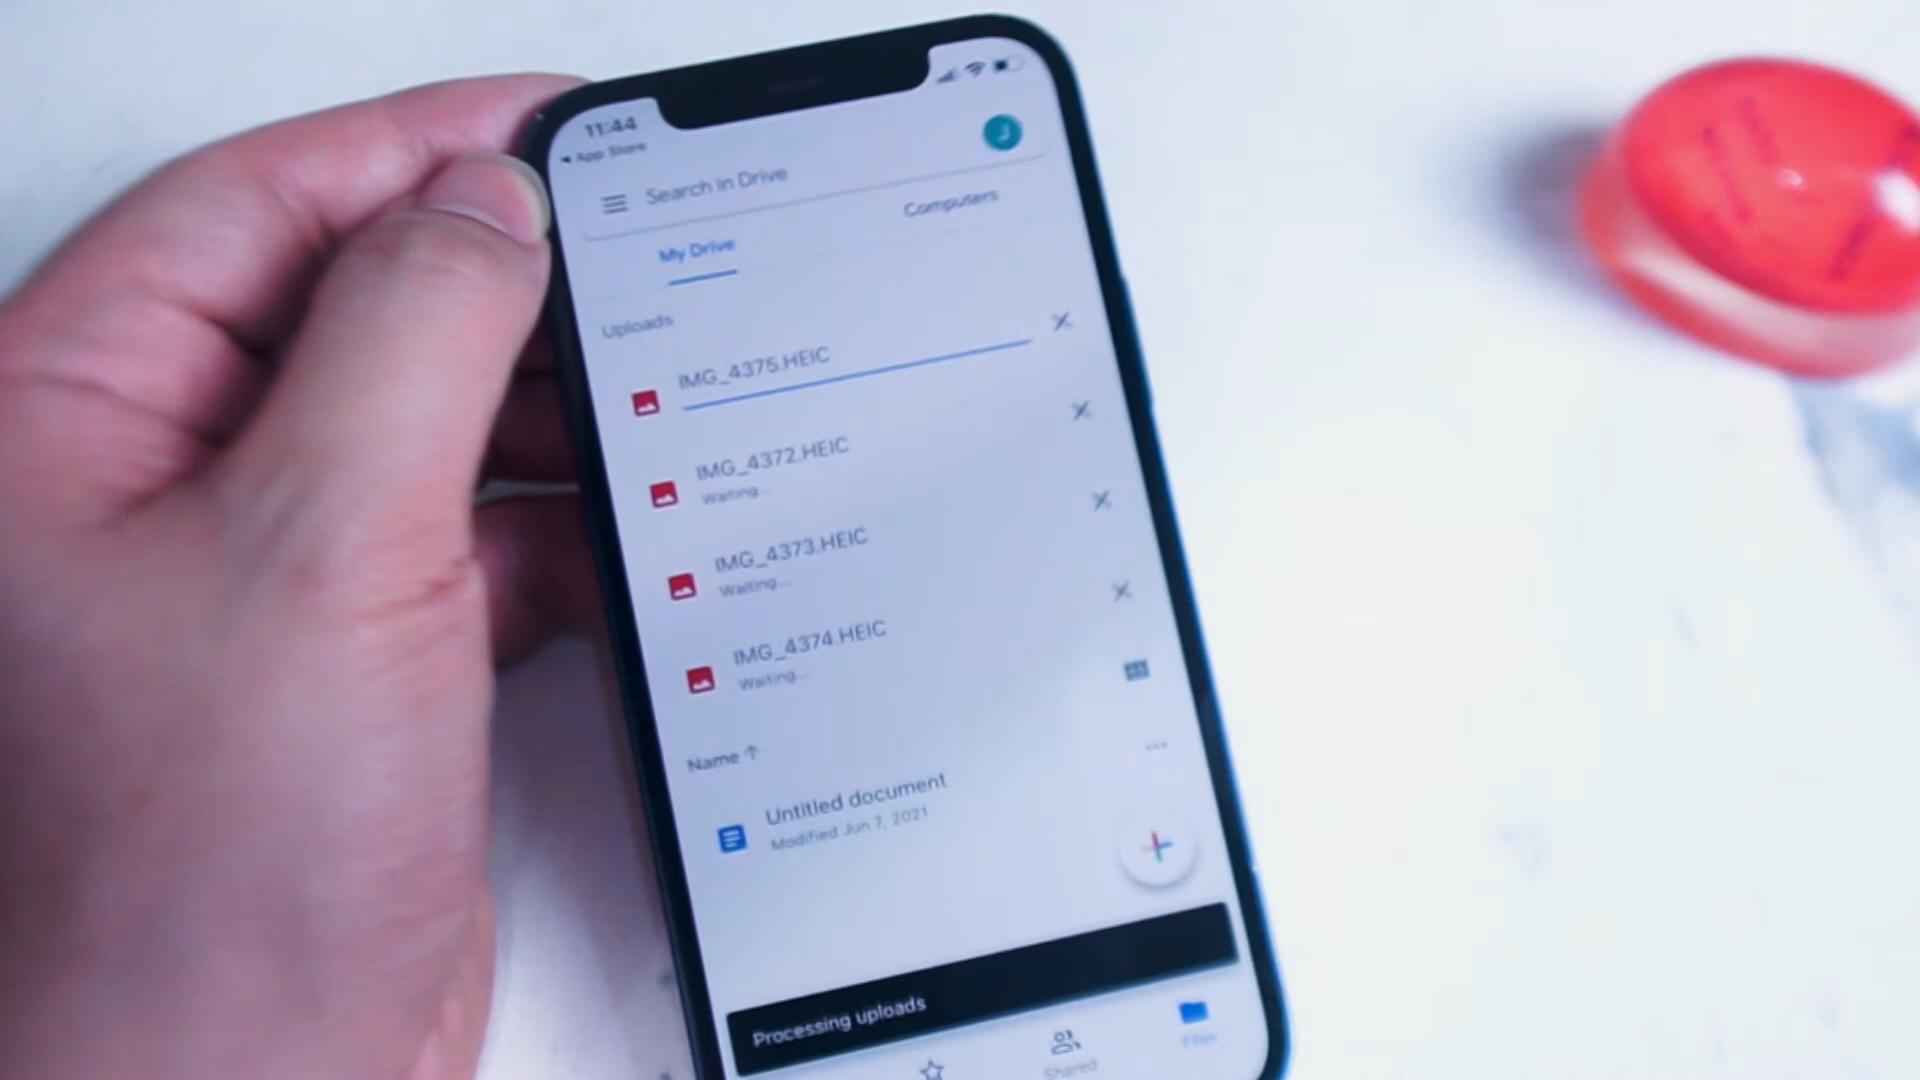 11:44
App Store
Search in Drive
J
My Drive
Computers
Uploads
IMG_4375.HEIC
IMG_4372.HEIC
Waiting...
IMG_4373.HEIC
Waiting...
IMG_4374.HEIC
Waiting...
Name
Untitled document
Modified Jun 7, 2021
Processing uploads
Shared
Files